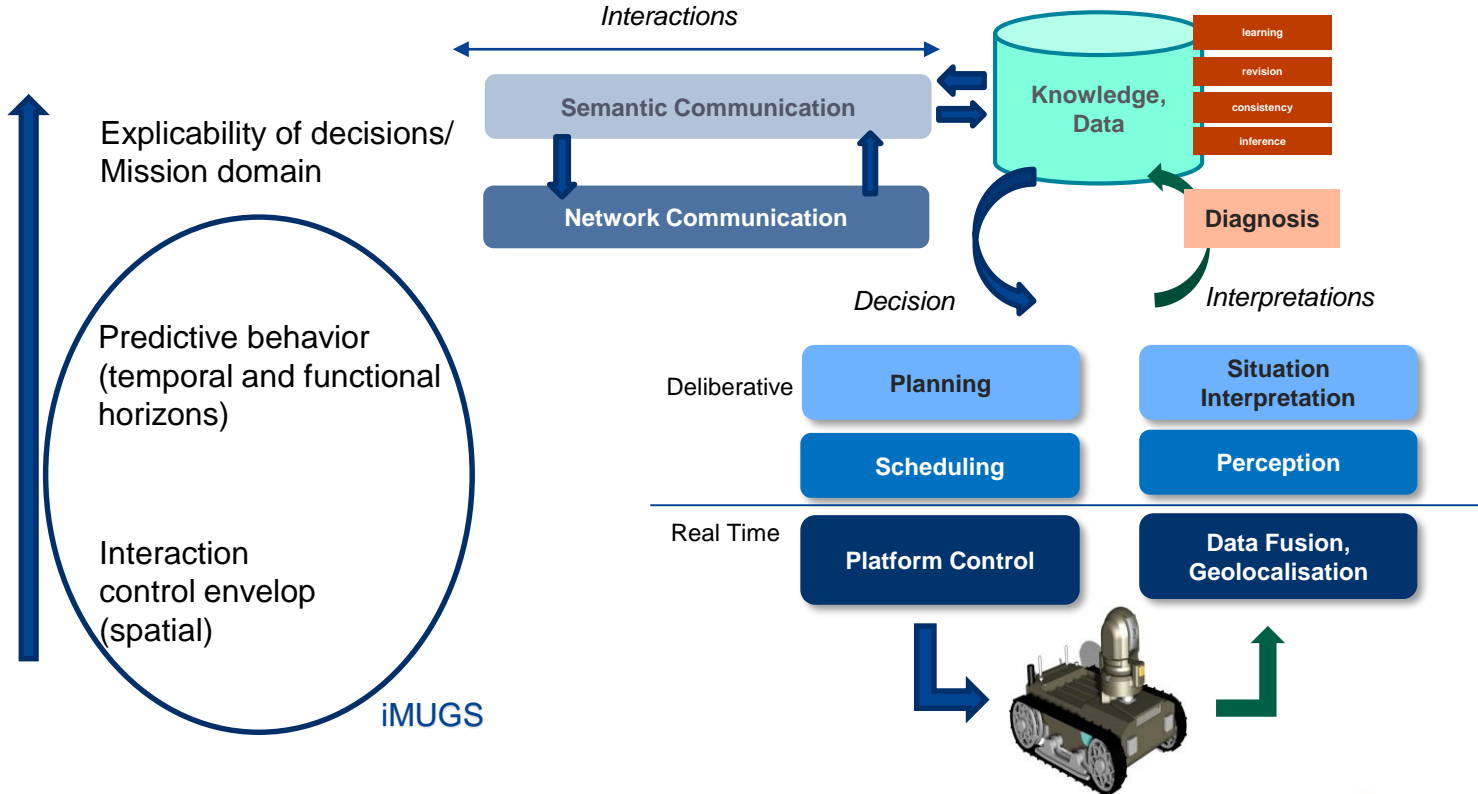 Interactions
learning
revision
consistency
inference
Semantic Communication
Knowledge,
Data
Explicability of decisions/
Mission domain
Network Communication
Diagnosis
Decision
Interpretations
Predictive behavior
(temporal and functional
horizons)
Deliberative
Planning
Situation
Interpretation
Scheduling
Perception
Real Time
Platform Control
Data Fusion,
Geolocalisation
Interaction
control envelop
(spatial)
iMUGS